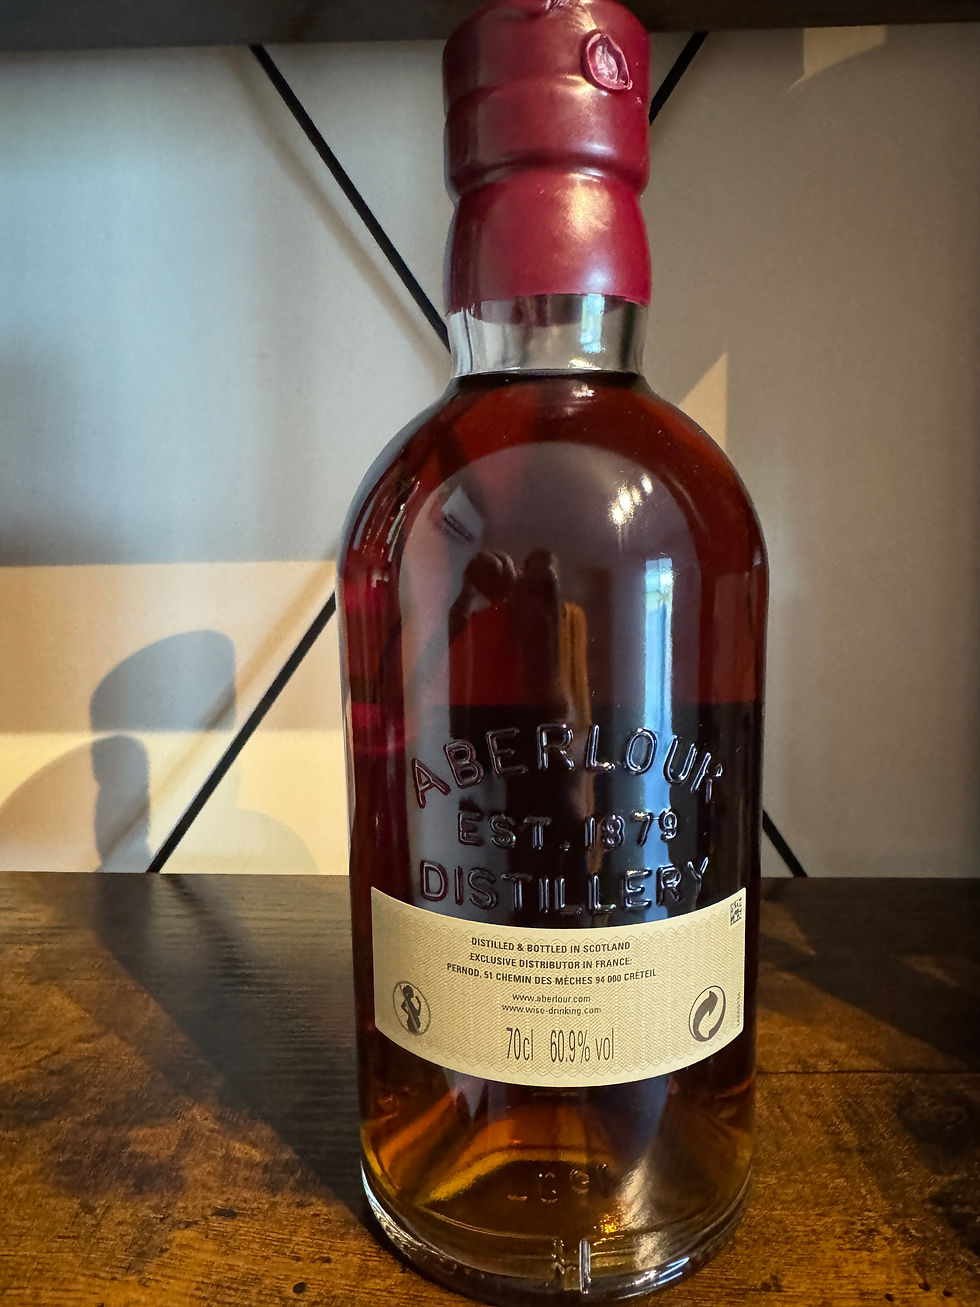 ABERLOUR
EST. 1879
DISTILLERY
DISTILLED & BOTTLED IN SCOTLAND
EXCLUSIVE DISTRIBUTOR IN FRANCE:
PERNOD, 51 CHEMIN DES MÈCHES 94 000 CRÉTEIL
www.aberlour.com
www.wise-drinking.com
70cl 60.9% vol